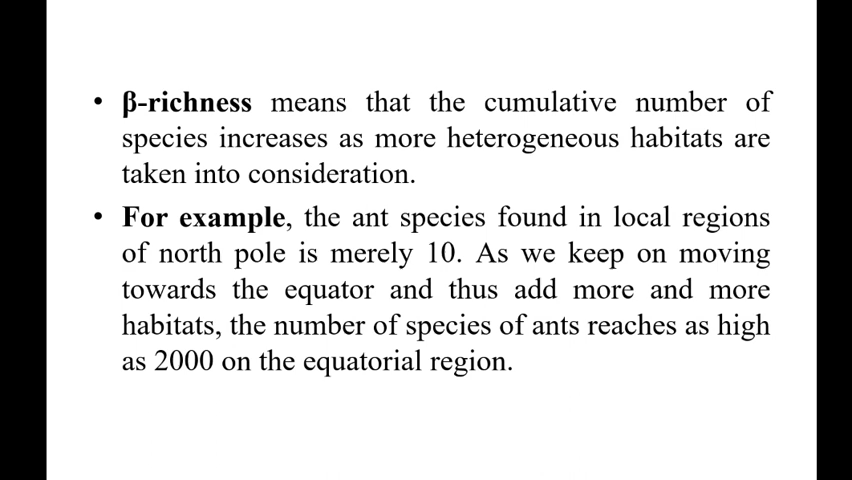 • β-richness means that the cumulative number of
species increases as more heterogeneous habitats are
taken into consideration.
• For example, the ant species found in local regions
of north pole is merely 10. As we keep on moving
towards the equator and thus add more and more
habitats, the number of species of ants reaches as high
as 2000 on the equatorial region.